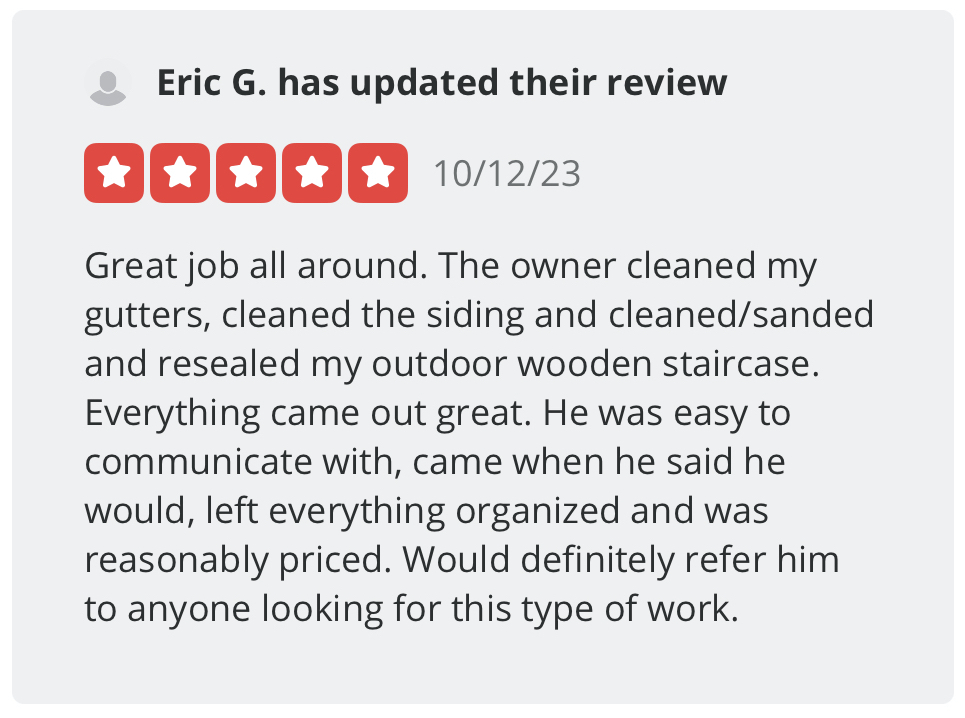 Eric G. has updated their review
10/12/23
Great job all around. The owner cleaned my
gutters, cleaned the siding and cleaned/sanded
and resealed my outdoor wooden staircase.
Everything came out great. He was easy to
communicate with, came when he said he
would, left everything organized and was
reasonably priced. Would definitely refer him
to anyone looking for this type of work.